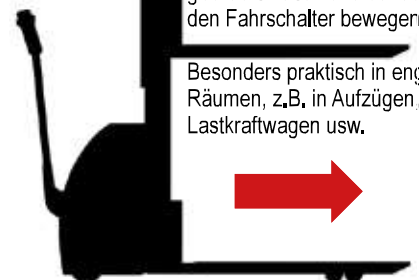 den Fahrschalter bewegen
Besonders praktisch in eng
Räumen, z.B. in Aufzügen,
Lastkraftwagen usw.